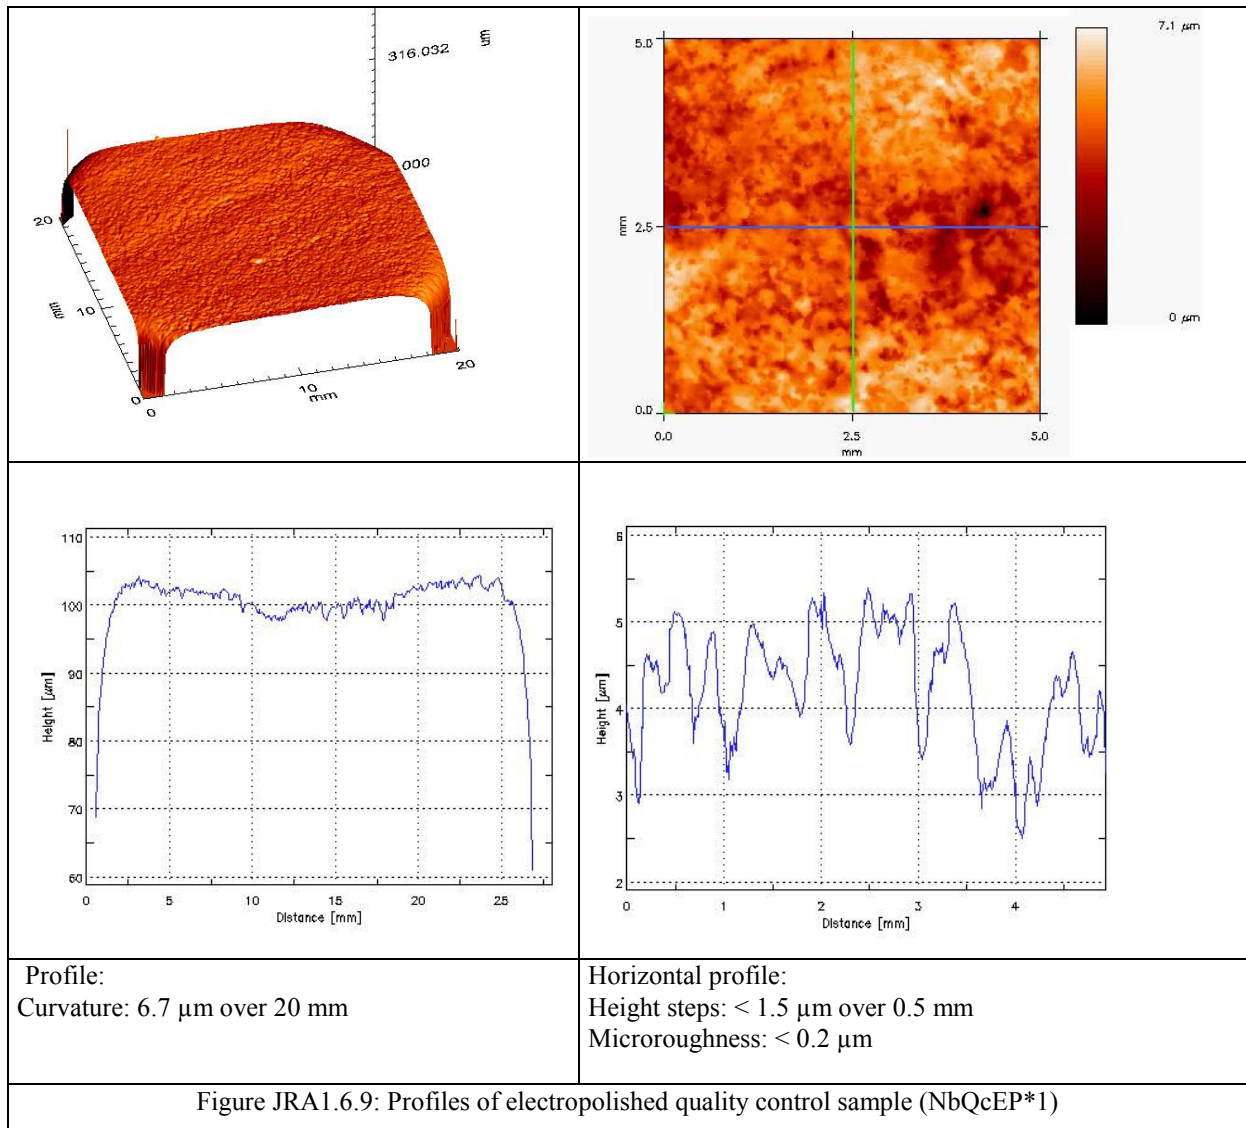 316.032
um
000
20
10
mm
0
0
10
mm
20
7.1 µm
0 µm
5.0
2.5
mm
0.0
0.0
2.5
5.0
mm
110
100
90
80
70
60
Height [µm]
0
5
10
15
20
25
Distance [mm]
6
5
4
3
2
Height [µm]
0
1
2
3
4
Distance [mm]
Profile:
Curvature: 6.7 µm over 20 mm
Horizontal profile:
Height steps: < 1.5 µm over 0.5 mm
Microroughness: < 0.2 µm
Figure JRA1.6.9: Profiles of electropolished quality control sample (NbQcEP*1)